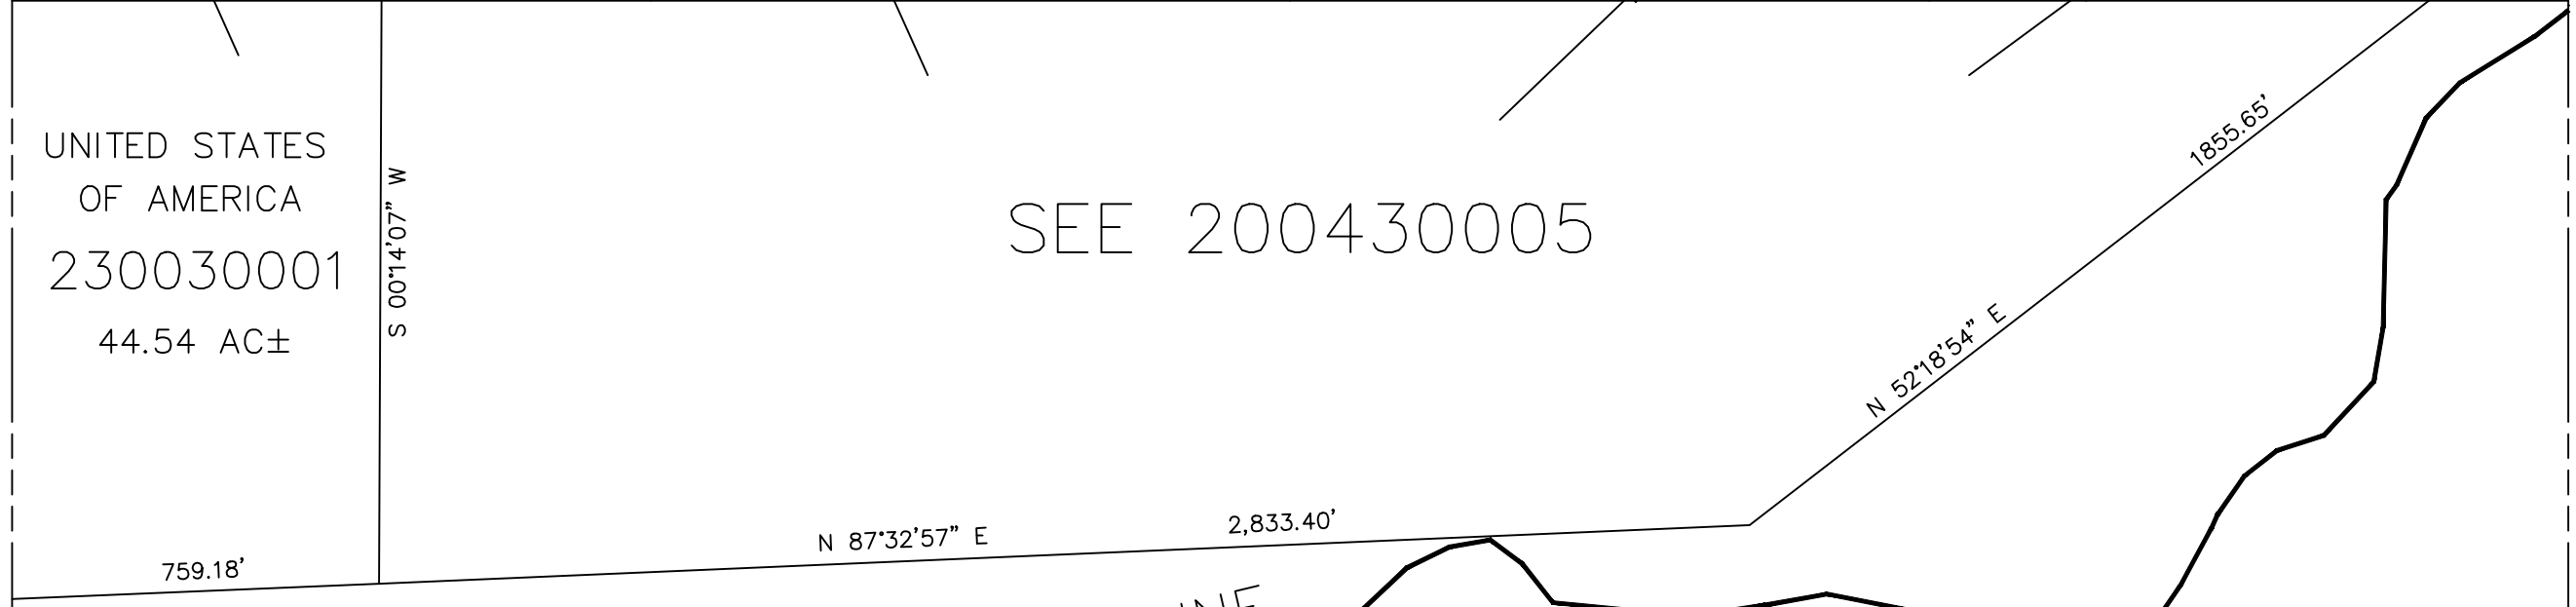 UNITED STATES
OF AMERICA
230030001
44.54 AC±
S 00°14'07" W
SEE 200430005
1855.65'
N 52°18'54" E
N 87°32'57" E
2,833.40'
759.18'